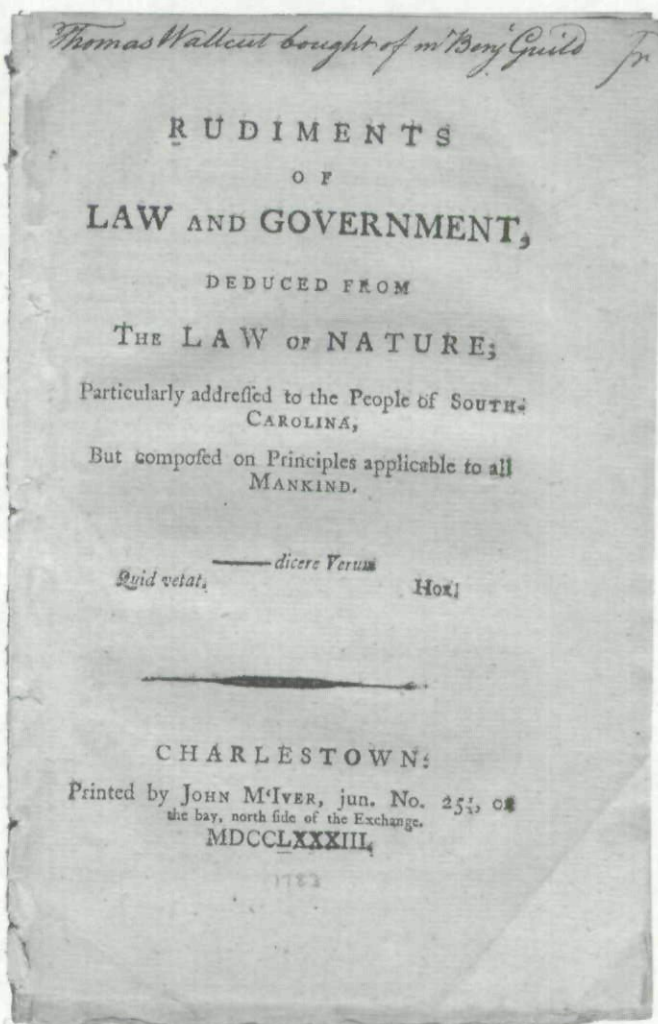 Thomas Wallcut bought of mr Benj Guild Jr
RUDIMENTS
OF
LAW AND GOVERNMENT,
DEDUCED FROM
THE LAW OF NATURE;
Particularly addreſſed to the People of SOUTH-
CAROLINA,
But compoſed on Principles applicable to all
MANKIND.
——dicere Verum
Quid vetat. Hor.
CHARLESTOWN:
Printed by JOHN M'IVER, jun. No. on
the bay, north ſide of the Exchange.
MDCCLXXXIII,
1783